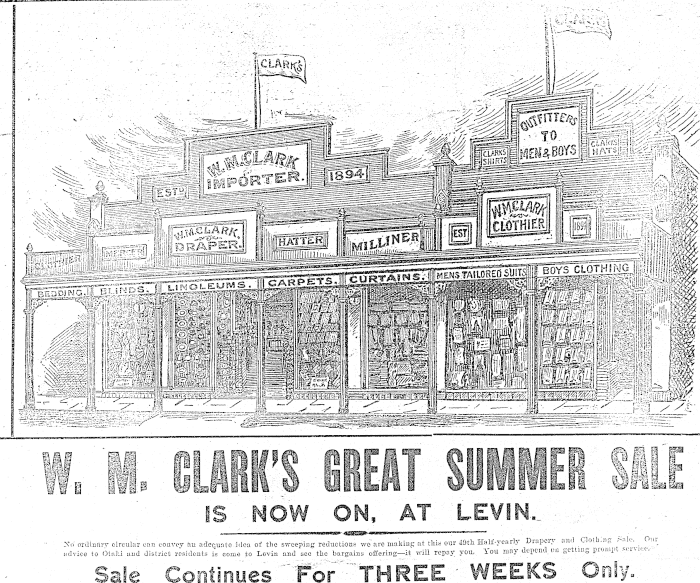 CLARK'S
CLARK'S
OUTFITTERS
TO
MEN & BOYS
CLARKS
SHIRTS
CLARKS
HATS
W.M.CLARK
IMPORTER.
ESTD
1894
W.M.CLARK
DRAPER.
HATTER
MILLINER
EST
W.M.CLARK
CLOTHIER
1894
CLOTHIER
BEDDING.
BLINDS.
LINOLEUMS.
CARPETS.
CURTAINS.
MENS TAILORED SUITS
BOYS CLOTHING
W. M. CLARK'S GREAT SUMMER SALE
IS NOW ON, AT LEVIN.
No ordinary circular can convey an adequate idea of the sweeping reductions we are making at this our 49th Half-yearly Drapery and Clothing Sale. Our
advice to Otaki and district residents is come to Levin and see the bargains offering—it will repay you. You may depend on getting prompt service.
Sale Continues For THREE WEEKS Only.